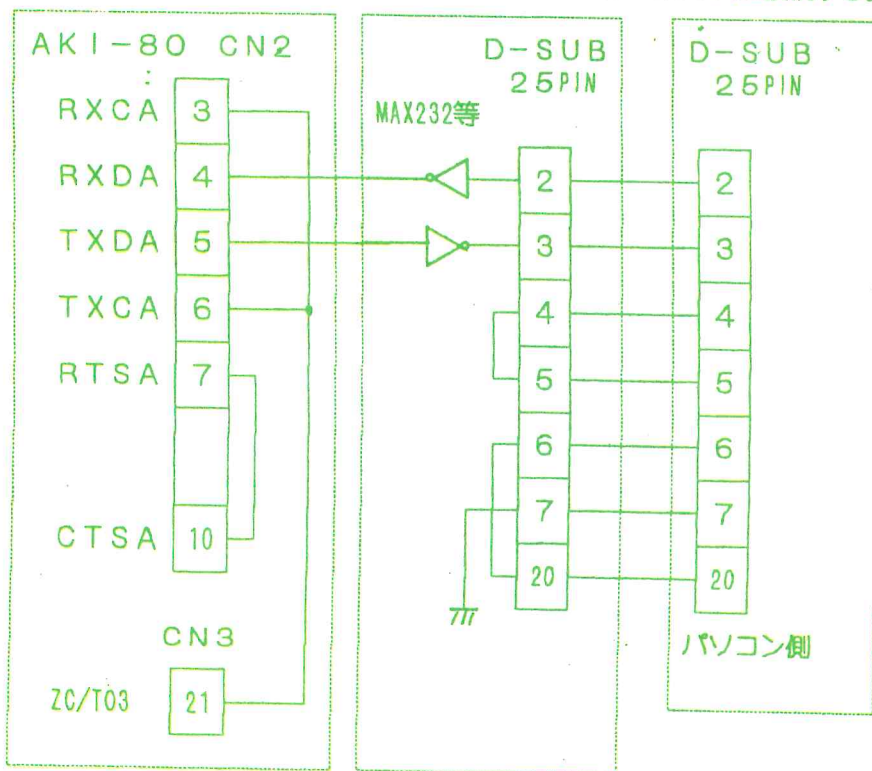 AKI-80 CN2
RXCA 3
RXDA 4
TXDA 5
TXCA 6
RTSA 7
CTSA 10
CN3
ZC/TO3 21
MAX232等
D-SUB
25PIN
2
3
4
5
6
7
20
D-SUB
25PIN
2
3
4
5
6
7
20
パソコン側